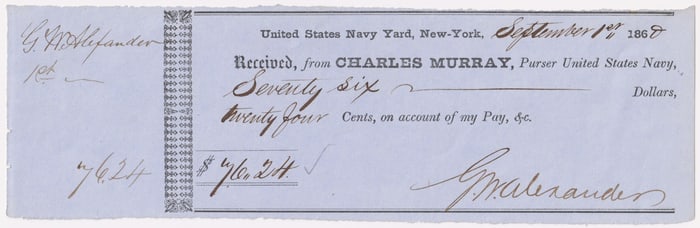 G. W. Alexander
1st
76.24
United States Navy Yard, New-York, September 1st, 1860
Received, from CHARLES MURRAY, Purser United States Navy,
Seventy six Dollars,
twenty four Cents, on account of my Pay, &c.
$ 76.24
G. W. Alexander